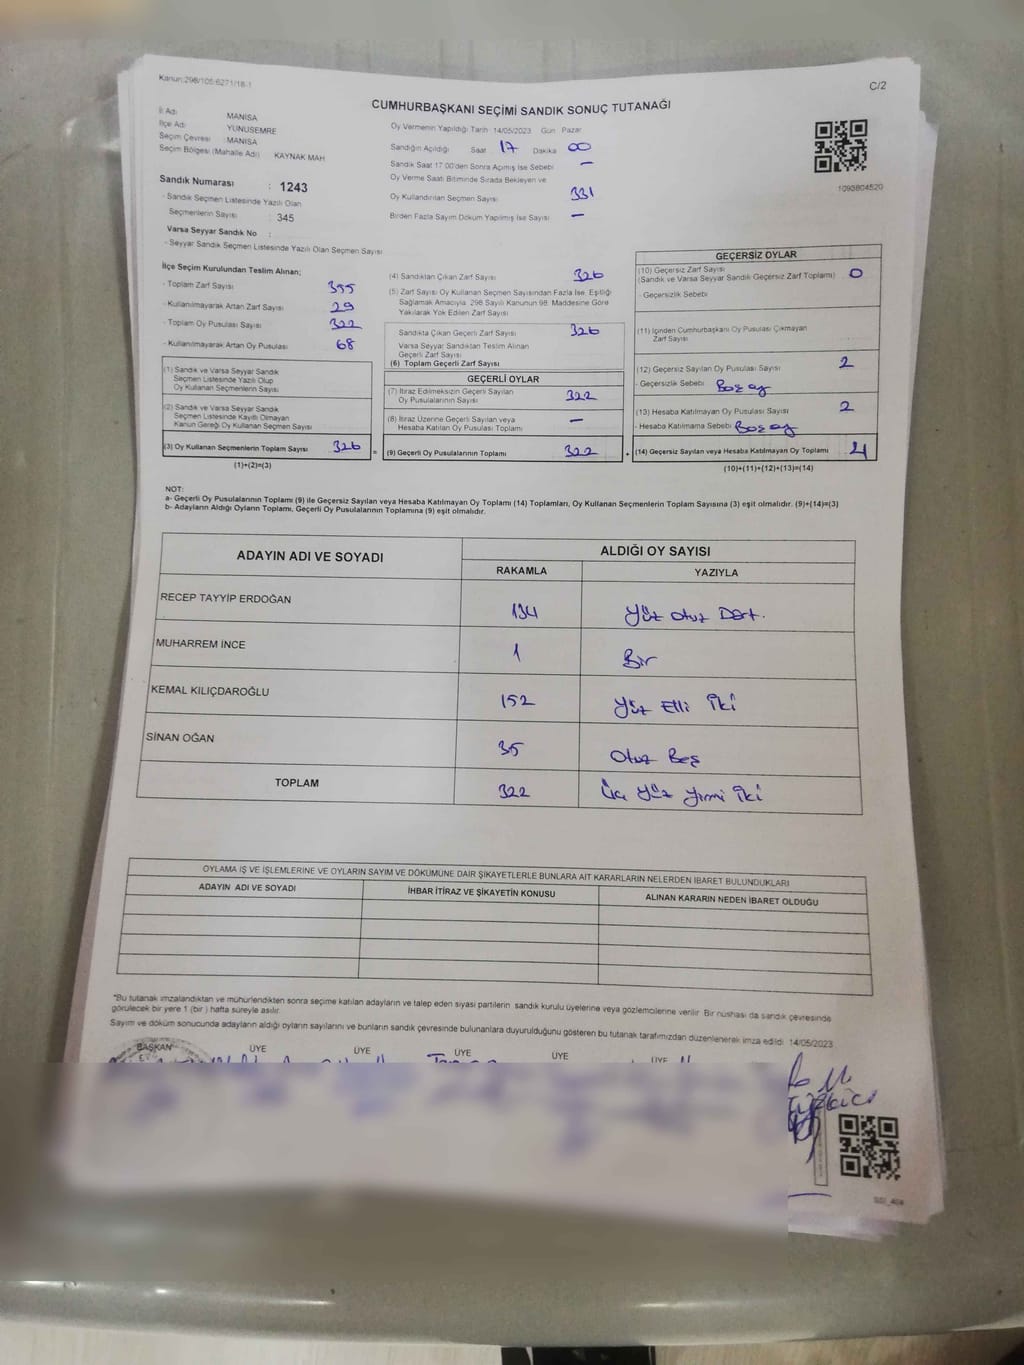 Kanun:298/105:6271/18-1
C/2
CUMHURBAŞKANI SEÇİMİ SANDIK SONUÇ TUTANAĞI
İl Adı MANİSA
İlçe Adı YUNUSEMRE
Seçim Çevresi MANİSA
Seçim Bölgesi (Mahalle Adı) KAYNAK MAH
Sandık Numarası : 1243
- Sandık Seçmen Listesinde Yazılı Olan
Seçmenlerin Sayısı : 345
Varsa Seyyar Sandık No :
- Seyyar Sandık Seçmen Listesinde Yazılı Olan Seçmen Sayısı
Oy Vermenin Yapıldığı Tarih 14/05/2023 Gün Pazar
Sandığın Açıldığı Saat 17 Dakika 00
Sandık Saat 17:00'den Sonra Açılmış İse Sebebi –
Oy Verme Saati Bitiminde Sırada Bekleyen ve
Oy Kullandırılan Seçmen Sayısı 331
Birden Fazla Sayım Döküm Yapılmış İse Sayısı –
1093804520
İlçe Seçim Kurulundan Teslim Alınan;
- Toplam Zarf Sayısı 355
- Kullanılmayarak Artan Zarf Sayısı 29
- Toplam Oy Pusulası Sayısı 322
- Kullanılmayarak Artan Oy Pusulası 68
(1) Sandık ve Varsa Seyyar Sandık
Seçmen Listesinde Yazılı Olup
Oy Kullanan Seçmenlerin Sayısı
(2) Sandık ve Varsa Seyyar Sandık
Seçmen Listesinde Kayıtlı Olmayan
Kanun Gereği Oy Kullanan Seçmen Sayısı
(3) Oy Kullanan Seçmenlerin Toplam Sayısı 326 =
(1)+(2)=(3)
(4) Sandıktan Çıkan Zarf Sayısı 326
(5) Zarf Sayısı Oy Kullanan Seçmen Sayısından Fazla İse, Eşitliği
Sağlamak Amacıyla, 298 Sayılı Kanunun 98. Maddesine Göre
Yakılarak Yok Edilen Zarf Sayısı
Sandıkta Çıkan Geçerli Zarf Sayısı 326
Varsa Seyyar Sandıktan Teslim Alınan
Geçerli Zarf Sayısı
(6) Toplam Geçerli Zarf Sayısı
GEÇERLİ OYLAR
(7) İtiraz Edilmeksizin Geçerli Sayılan
Oy Pusulalarının Sayısı 322
(8) İtiraz Üzerine Geçerli Sayılan veya
Hesaba Katılan Oy Pusulası Toplamı –
(9) Geçerli Oy Pusulalarının Toplamı 322 +
GEÇERSİZ OYLAR
(10) Geçersiz Zarf Sayısı
(Sandık ve Varsa Seyyar Sandık Geçersiz Zarf Toplamı) 0
- Geçersizlik Sebebi
(11) İçinden Cumhurbaşkanı Oy Pusulası Çıkmayan
Zarf Sayısı
(12) Geçersiz Sayılan Oy Pusulası Sayısı 2
- Geçersizlik Sebebi Boş oy
(13) Hesaba Katılmayan Oy Pusulası Sayısı 2
- Hesaba Katılmama Sebebi Boş oy
(14) Geçersiz Sayılan veya Hesaba Katılmayan Oy Toplamı 4
(10)+(11)+(12)+(13)=(14)
NOT:
a- Geçerli Oy Pusulalarının Toplamı (9) ile Geçersiz Sayılan veya Hesaba Katılmayan Oy Toplamı (14) Toplamları, Oy Kullanan Seçmenlerin Toplam Sayısına (3) eşit olmalıdır. (9)+(14)=(3)
b- Adayların Aldığı Oyların Toplamı, Geçerli Oy Pusulalarının Toplamına (9) eşit olmalıdır.
ADAYIN ADI VE SOYADI
ALDIĞI OY SAYISI
RAKAMLA YAZIYLA
RECEP TAYYİP ERDOĞAN 134 Yüz Otuz Dört.
MUHARREM İNCE 1 Bir
KEMAL KILIÇDAROĞLU 152 Yüz Elli İki
SİNAN OĞAN 35 Otuz Beş
TOPLAM 322 Üç Yüz Yirmi İki
OYLAMA İŞ VE İŞLEMLERİNE VE OYLARIN SAYIM VE DÖKÜMÜNE DAİR ŞİKAYETLERLE BUNLARA AİT KARARLARIN NELERDEN İBARET BULUNDUKLARI
ADAYIN ADI VE SOYADI İHBAR İTİRAZ VE ŞİKAYETİN KONUSU ALINAN KARARIN NEDEN İBARET OLDUĞU
*Bu tutanak imzalandıktan ve mühürlendikten sonra seçime katılan adayların ve talep eden siyasi partilerin sandık kurulu üyelerine veya gözlemcilerine verilir. Bir nüshası da sandık çevresinde
görülecek bir yere 1 (bir) hafta süreyle asılır.
Sayım ve döküm sonucunda adayların aldığı oyların sayılarını ve bunların sandık çevresinde bulunanlara duyurulduğunu gösteren bu tutanak tarafımızdan düzenlenerek imza edildi. 14/05/2023
BAŞKAN ÜYE ÜYE ÜYE ÜYE ÜYE